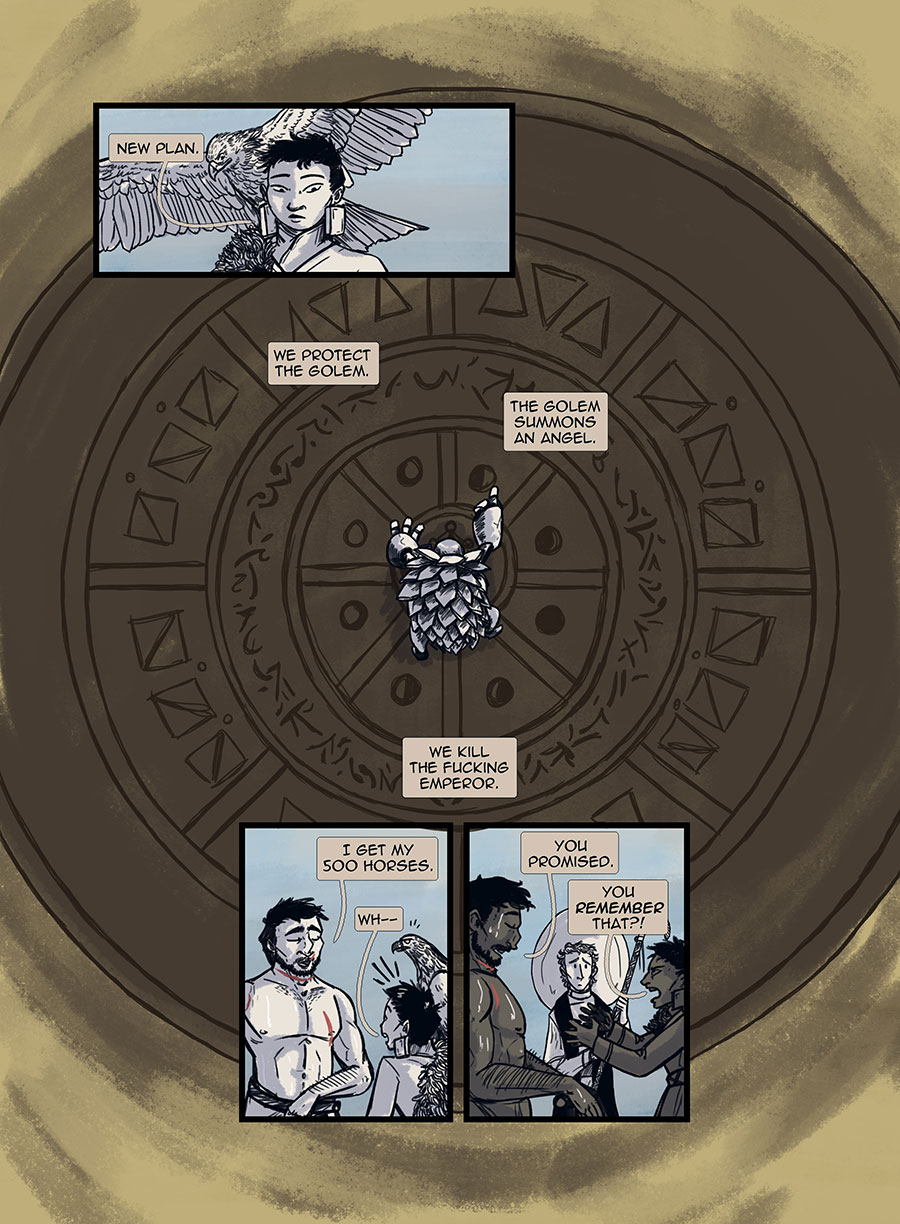 NEW PLAN.
WE PROTECT
THE GOLEM.
THE GOLEM
SUMMONS
AN ANGEL.
WE KILL
THE FUCKING
EMPEROR.
I GET MY
500 HORSES.
WH--
YOU
PROMISED.
YOU
REMEMBER
THAT?!